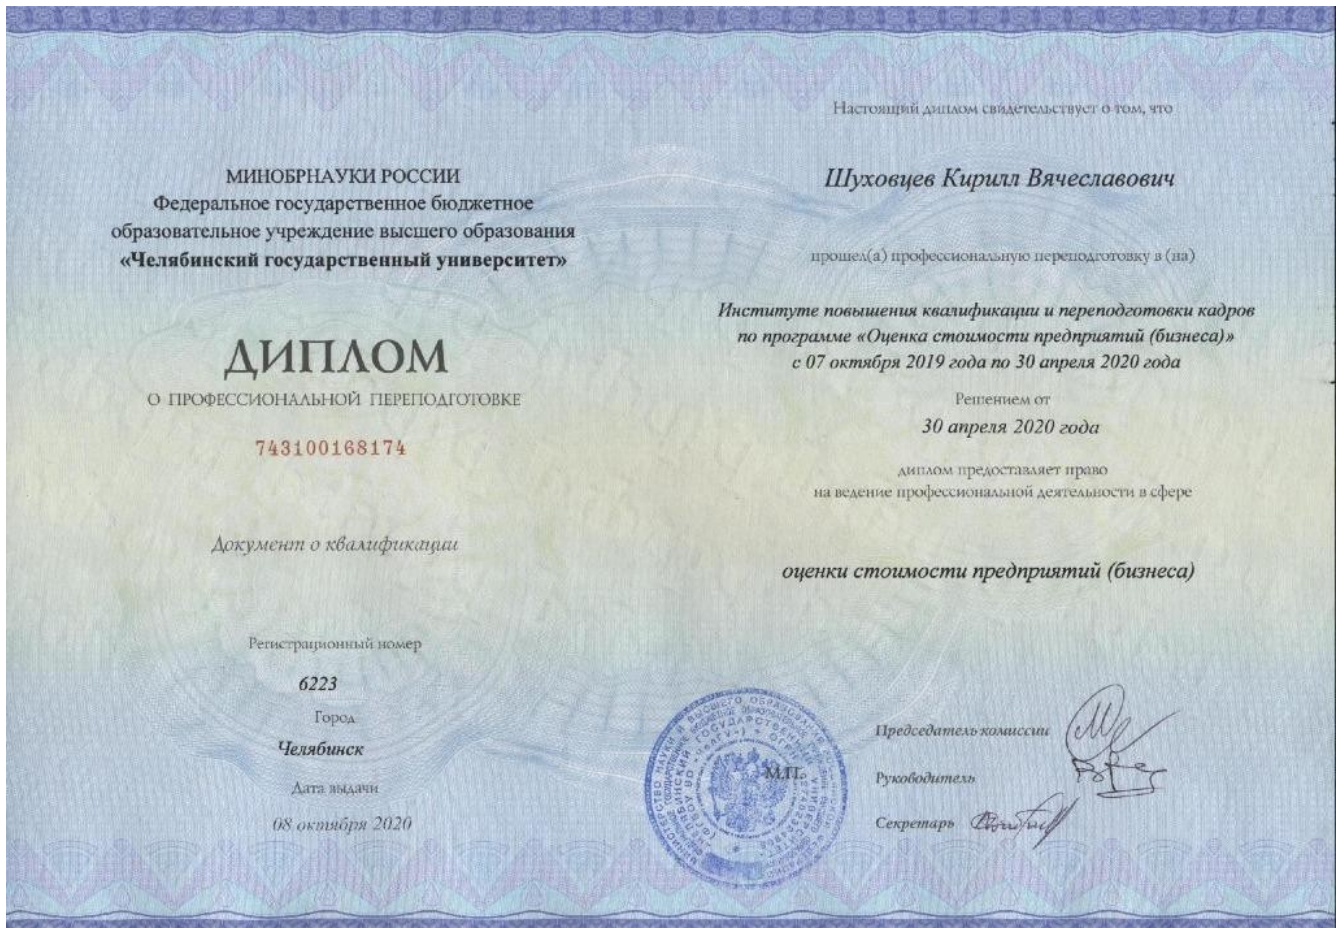 МИНОБРНАУКИ РОССИИ
Федеральное государственное бюджетное
образовательное учреждение высшего образования
«Челябинский государственный университет»
ДИПЛОМ
О ПРОФЕССИОНАЛЬНОЙ ПЕРЕПОДГОТОВКЕ
743100168174
Документ о квалификации
Регистрационный номер
6223
Город
Челябинск
Дата выдачи
08 октября 2020
Настоящий диплом свидетельствует о том, что
Шуховцев Кирилл Вячеславович
прошел(а) профессиональную переподготовку в (на)
Институте повышения квалификации и переподготовки кадров
по программе «Оценка стоимости предприятий (бизнеса)»
с 07 октября 2019 года по 30 апреля 2020 года
Решением от
30 апреля 2020 года
диплом предоставляет право
на ведение профессиональной деятельности в сфере
оценки стоимости предприятий (бизнеса)
Председатель комиссии
М.П.
Руководитель
Секретарь